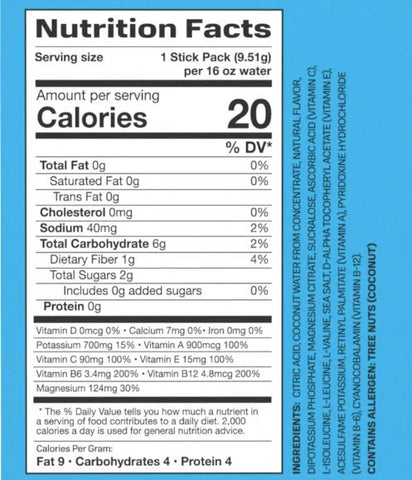 Nutrition Facts
Serving size 1 Stick Pack (9.51g)
per 16 oz water
Amount per serving
Calories 20
% DV*
Total Fat 0g 0%
Saturated Fat 0g 0%
Trans Fat 0g
Cholesterol 0mg 0%
Sodium 40mg 2%
Total Carbohydrate 6g 2%
Dietary Fiber 1g 4%
Total Sugars 2g
Includes 0g added sugars 0%
Protein 0g
Vitamin D 0mcg 0% • Calcium 7mg 0%• Iron 0mg 0%
Potassium 700mg 15% • Vitamin A 900mcg 100%
Vitamin C 90mg 100% • Vitamin E 15mg 100%
Vitamin B6 3.4mg 200% • Vitamin B12 4.8mcg 200%
Magnesium 124mg 30%
* The % Daily Value tells you how much a nutrient in
a serving of food contributes to a daily diet. 2,000
calories a day is used for general nutrition advice.
Calories Per Gram:
Fat 9 • Carbohydrates 4 • Protein 4
INGREDIENTS: CITRIC ACID, COCONUT WATER FROM CONCENTRATE, NATURAL FLAVOR,
DIPOTASSIUM PHOSPHATE, MAGNESIUM CITRATE, SUCRALOSE, ASCORBIC ACID (VITAMIN C),
L-ISOLEUCINE, L-LEUCINE, L-VALINE, SEA SALT, D-ALPHA TOCOPHERYL ACETATE (VITAMIN E),
ACESULFAME POTASSIUM, RETINYL PALMITATE (VITAMIN A), PYRIDOXINE HYDROCHLORIDE
(VITAMIN B-6), CYANOCOBALAMIN (VITAMIN B-12).
CONTAINS ALLERGEN: TREE NUTS (COCONUT)